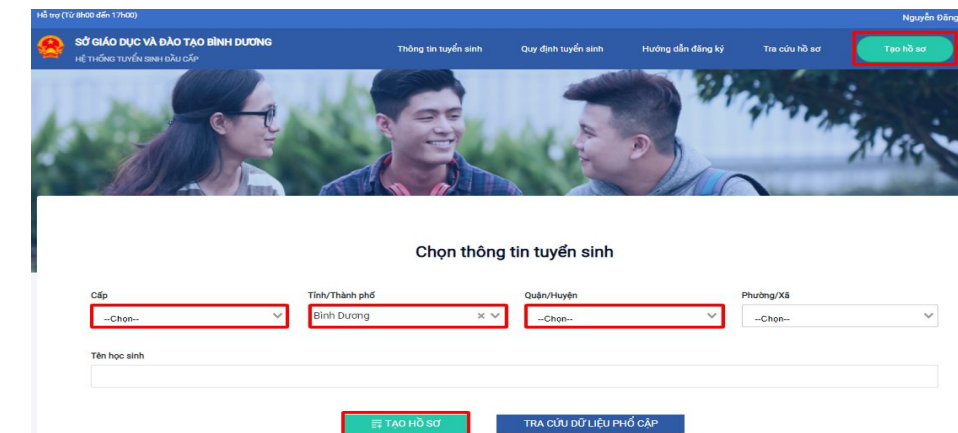 Hỗ trợ (Từ 8h00 đến 17h00)
Nguyễn Đăng
SỞ GIÁO DỤC VÀ ĐÀO TẠO BÌNH DƯƠNG
HỆ THỐNG TUYỂN SINH ĐẦU CẤP
Thông tin tuyển sinh
Quy định tuyển sinh
Hướng dẫn đăng ký
Tra cứu hồ sơ
Tạo hồ sơ
Chọn thông tin tuyển sinh
Cấp
Tỉnh/Thành phố
Quận/Huyện
Phường/Xã
--Chọn--
Bình Dương
--Chọn--
--Chọn--
Tên học sinh
TẠO HỒ SƠ
TRA CỨU DỮ LIỆU PHỔ CẬP